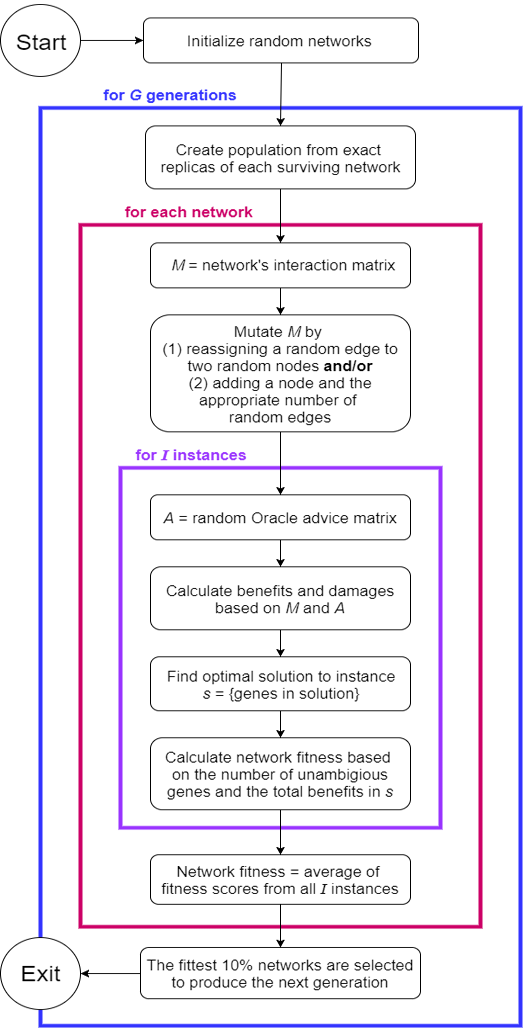 Start
Initialize random networks
for G generations
Create population from exact
replicas of each surviving network
for each network
M = network's interaction matrix
Mutate M by
(1) reassigning a random edge to
two random nodes and/or
(2) adding a node and the
appropriate number of
random edges
for I instances
A = random Oracle advice matrix
Calculate benefits and damages
based on M and A
Find optimal solution to instance
s = {genes in solution}
Calculate network fitness based
on the number of unambigious
genes and the total benefits in s
Network fitness = average of
fitness scores from all I instances
The fittest 10% networks are selected
to produce the next generation
Exit